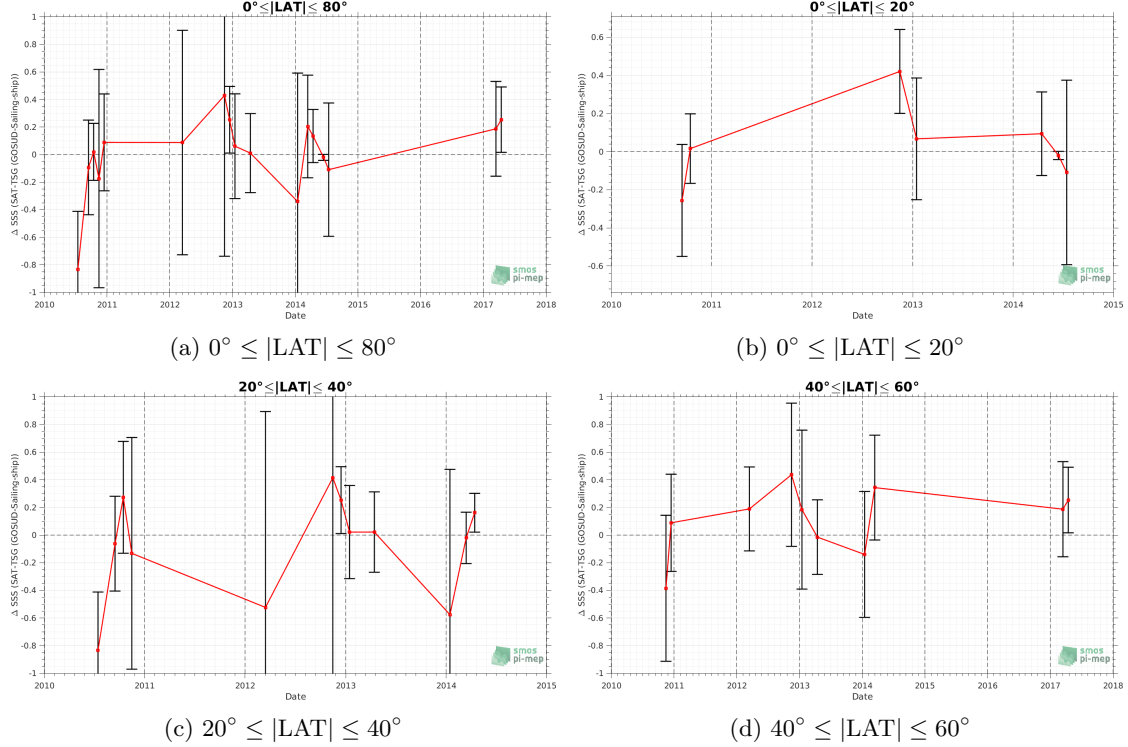 0°≤|LAT|≤ 80°
Δ SSS (SAT-TSG (GOSUD-Sailing-ship))
1
0.8
0.6
0.4
0.2
0
-0.2
-0.4
-0.6
-0.8
-1
2010 2011 2012 2013 2014 2015 2016 2017 2018
Date
smos
pi-mep
(a) 0° ≤ |LAT| ≤ 80°
0°≤|LAT|≤ 20°
Δ SSS (SAT-TSG (GOSUD-Sailing-ship))
0.6
0.4
0.2
0
-0.2
-0.4
-0.6
2010 2011 2012 2013 2014 2015
Date
smos
pi-mep
(b) 0° ≤ |LAT| ≤ 20°
20°≤|LAT|≤ 40°
Δ SSS (SAT-TSG (GOSUD-Sailing-ship))
1
0.8
0.6
0.4
0.2
0
-0.2
-0.4
-0.6
-0.8
-1
2010 2011 2012 2013 2014 2015
Date
smos
pi-mep
(c) 20° ≤ |LAT| ≤ 40°
40°≤|LAT|≤ 60°
Δ SSS (SAT-TSG (GOSUD-Sailing-ship))
1
0.8
0.6
0.4
0.2
0
-0.2
-0.4
-0.6
-0.8
-1
2010 2011 2012 2013 2014 2015 2016 2017 2018
Date
smos
pi-mep
(d) 40° ≤ |LAT| ≤ 60°